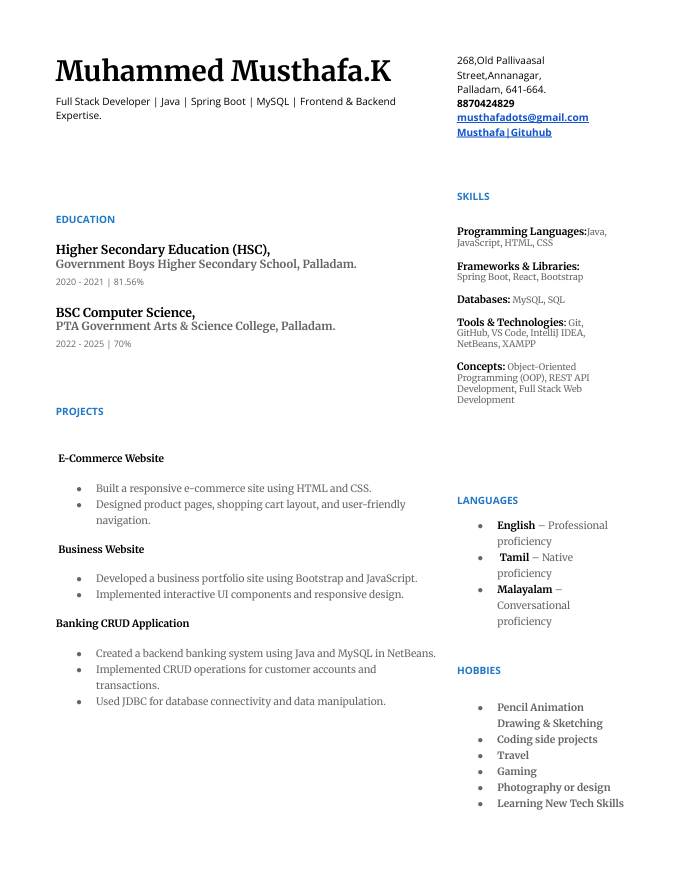 Muhammed Musthafa.K
Full Stack Developer | Java | Spring Boot | MySQL | Frontend & Backend
Expertise.
268,Old Pallivaasal
Street,Annanagar,
Palladam, 641-664.
8870424829
musthafadots@gmail.com
Musthafa|Gituhub
EDUCATION
Higher Secondary Education (HSC),
Government Boys Higher Secondary School, Palladam.
2020 - 2021 | 81.56%
BSC Computer Science,
PTA Government Arts & Science College, Palladam.
2022 - 2025 | 70%
PROJECTS
E-Commerce Website
● Built a responsive e-commerce site using HTML and CSS.
● Designed product pages, shopping cart layout, and user-friendly
navigation.
Business Website
● Developed a business portfolio site using Bootstrap and JavaScript.
● Implemented interactive UI components and responsive design.
Banking CRUD Application
● Created a backend banking system using Java and MySQL in NetBeans.
● Implemented CRUD operations for customer accounts and
transactions.
● Used JDBC for database connectivity and data manipulation.
SKILLS
Programming Languages:Java,
JavaScript, HTML, CSS
Frameworks & Libraries:
Spring Boot, React, Bootstrap
Databases: MySQL, SQL
Tools & Technologies: Git,
GitHub, VS Code, IntelliJ IDEA,
NetBeans, XAMPP
Concepts: Object-Oriented
Programming (OOP), REST API
Development, Full Stack Web
Development
LANGUAGES
● English – Professional
proficiency
● Tamil – Native
proficiency
● Malayalam –
Conversational
proficiency
HOBBIES
● Pencil Animation
Drawing & Sketching
● Coding side projects
● Travel
● Gaming
● Photography or design
● Learning New Tech Skills